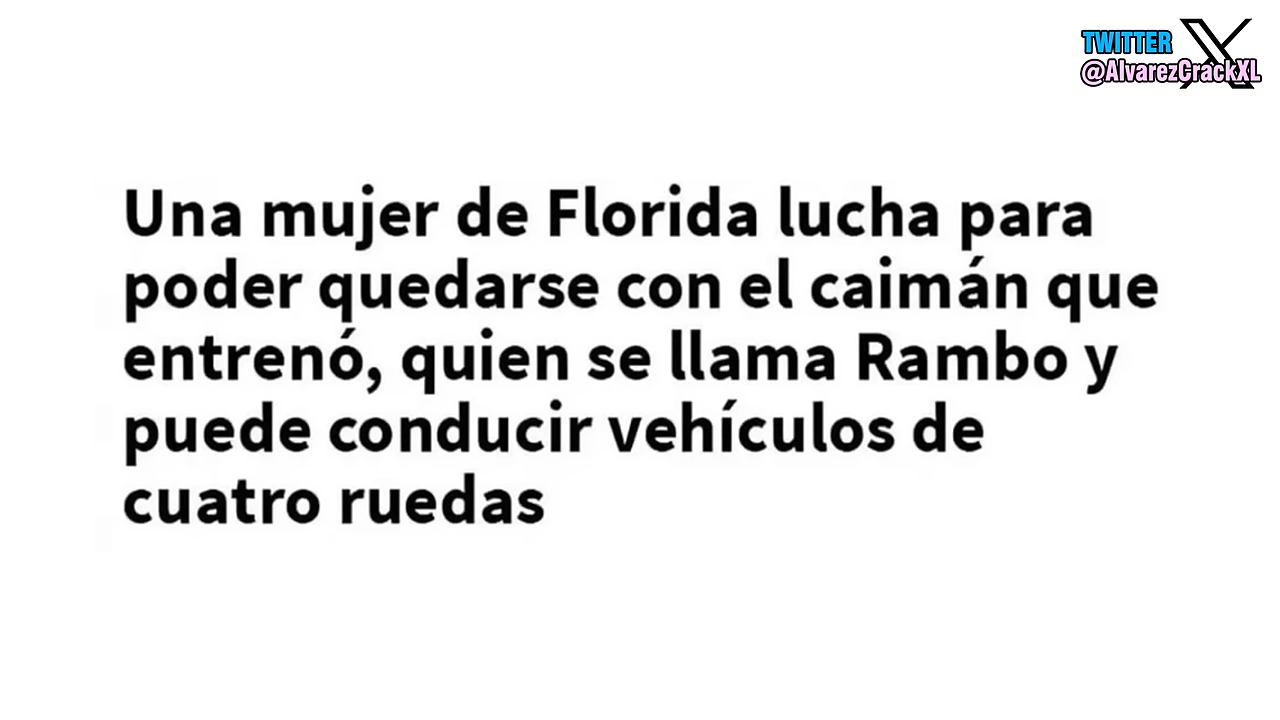 TWITTER
@AlvarezCrackXL
Una mujer de Florida lucha para
poder quedarse con el caimán que
entrenó, quien se llama Rambo y
puede conducir vehículos de
cuatro ruedas